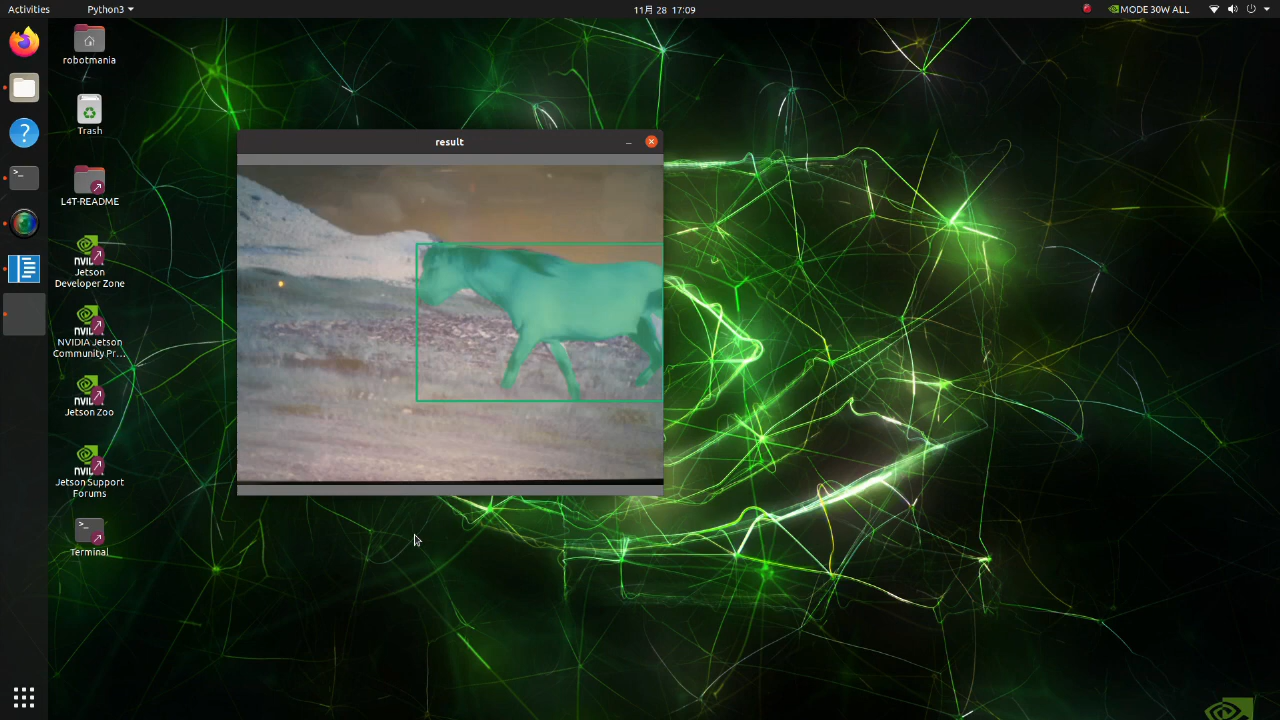 Activities
Python3
11月 28 17:09
MODE 30W ALL
robotmania
Trash
L4T-README
NVIDIA
Jetson
Developer Zone
NVIDIA Jetson
Community Pr…
Jetson Zoo
Jetson Support
Forums
Terminal
result